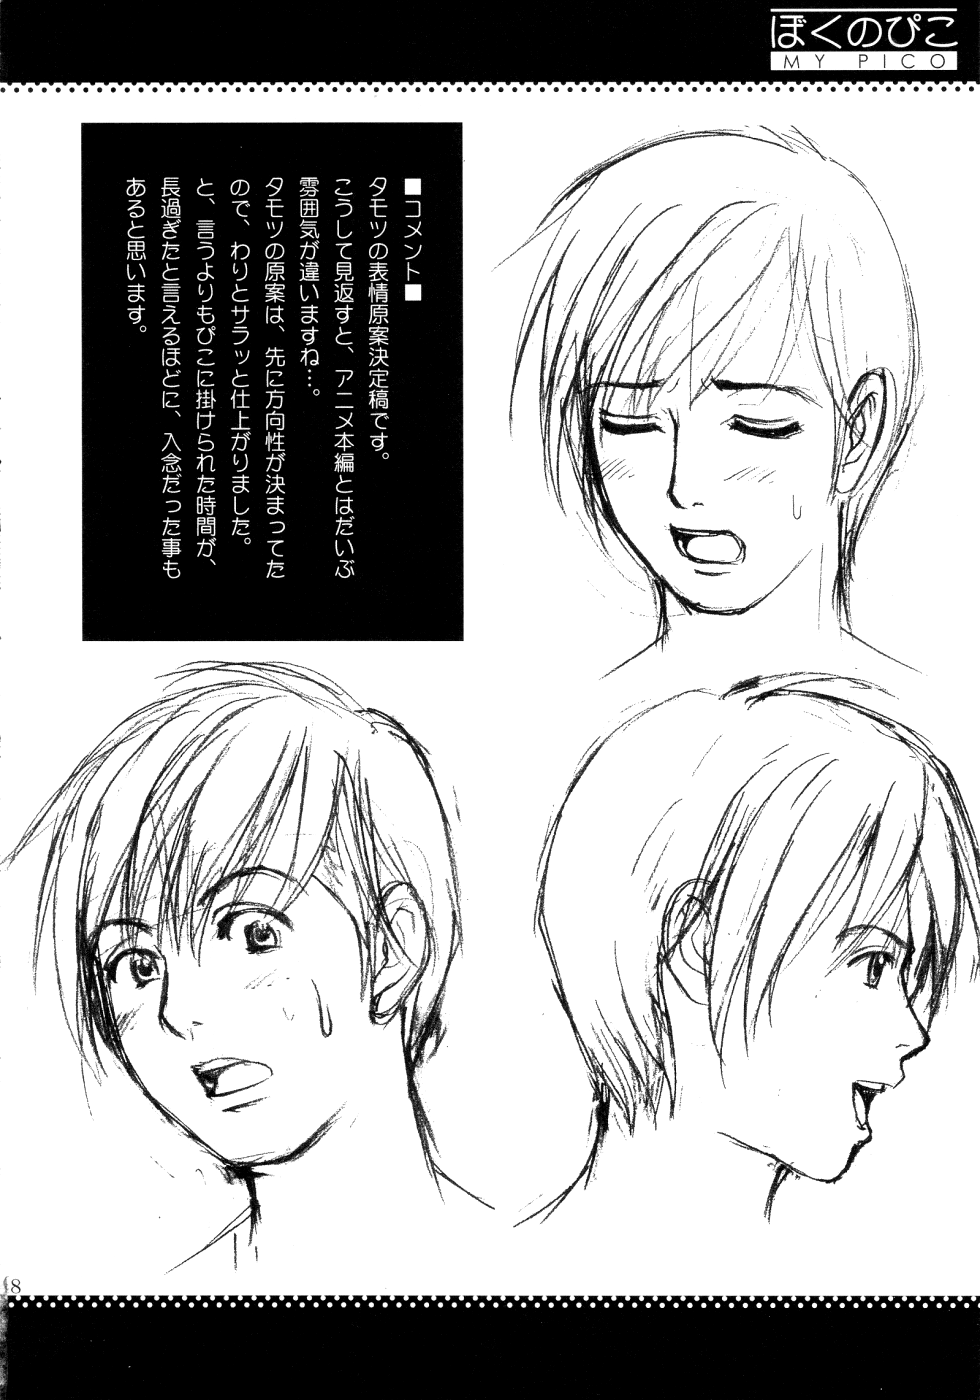 ぼくのぴこ
MY PICO
■コメント■
タモツの表情原案決定稿です。
こうして見返すと、アニメ本編とはだいぶ
雰囲気が違いますね…。
タモツの原案は、先に方向性が決まってた
ので、わりとサラッと仕上がりました。
と、言うよりもぴこに掛けられた時間が、
長過ぎたと言えるほどに、入念だった事も
あると思います。
8